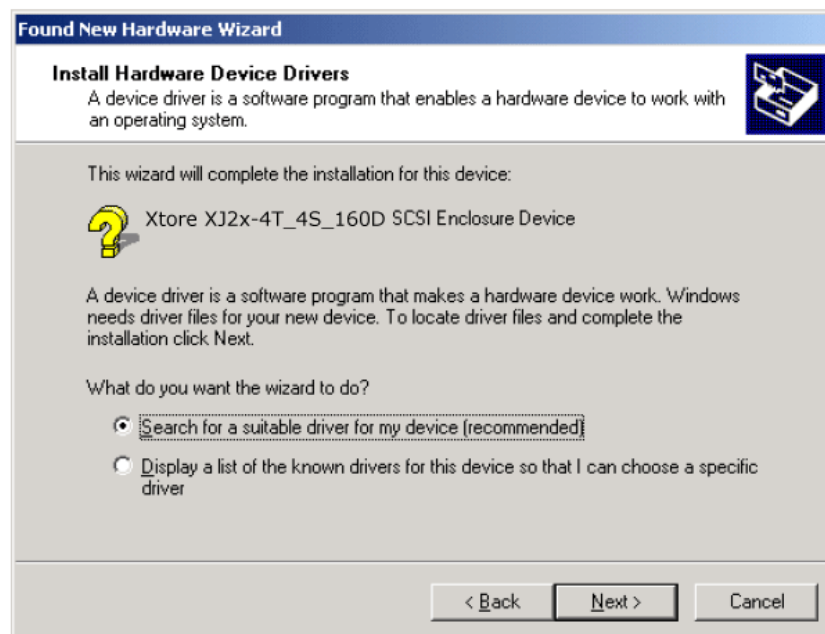 Found New Hardware Wizard
Install Hardware Device Drivers
A device driver is a software program that enables a hardware device to work with
an operating system.
This wizard will complete the installation for this device:
Xtore XJ2x-4T_4S_160D SCSI Enclosure Device
A device driver is a software program that makes a hardware device work. Windows
needs driver files for your new device. To locate driver files and complete the
installation click Next.
What do you want the wizard to do?
Search for a suitable driver for my device (recommended)
Display a list of the known drivers for this device so that I can choose a specific
driver
< Back Next > Cancel